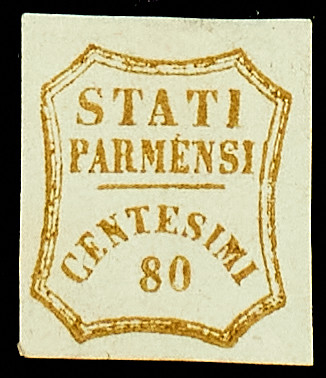 STATI
PARMENSI
CENTESIMI
80